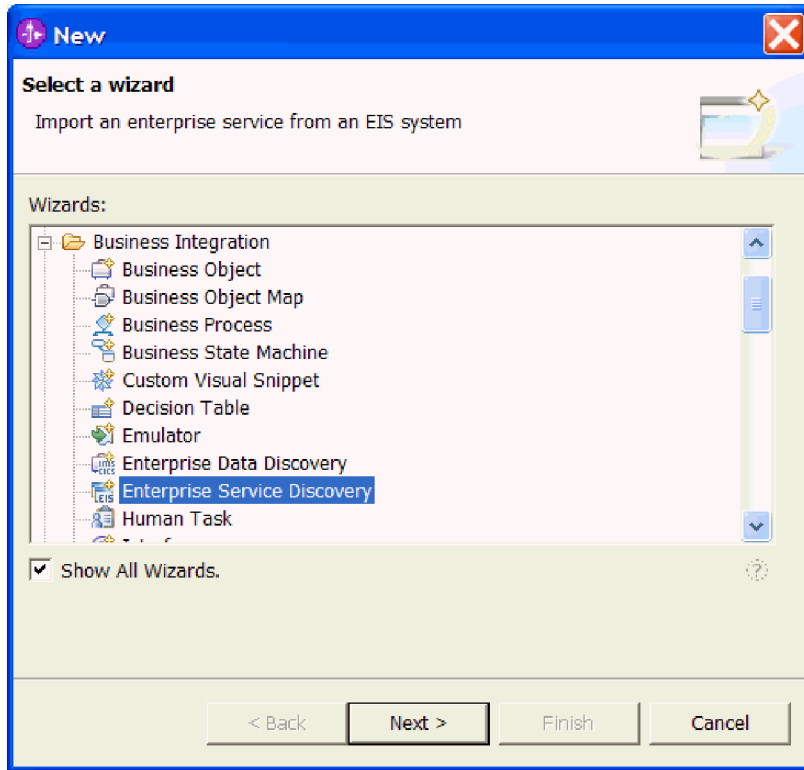 New
Select a wizard
Import an enterprise service from an EIS system
Wizards:
Business Integration
Business Object
Business Object Map
Business Process
Business State Machine
Custom Visual Snippet
Decision Table
Emulator
Enterprise Data Discovery
Enterprise Service Discovery
Human Task
Show All Wizards.
< Back Next > Finish Cancel